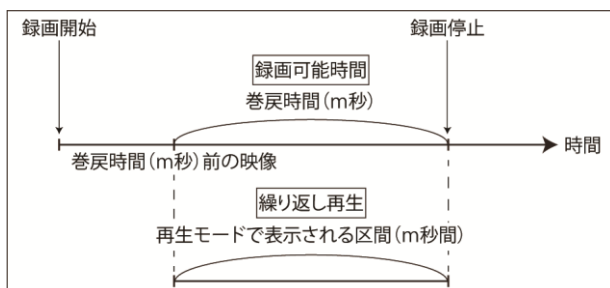 録画開始
録画停止
録画可能時間
巻戻時間(m秒)
時間
巻戻時間(m秒)前の映像
繰り返し再生
再生モードで表示される区間(m秒間)